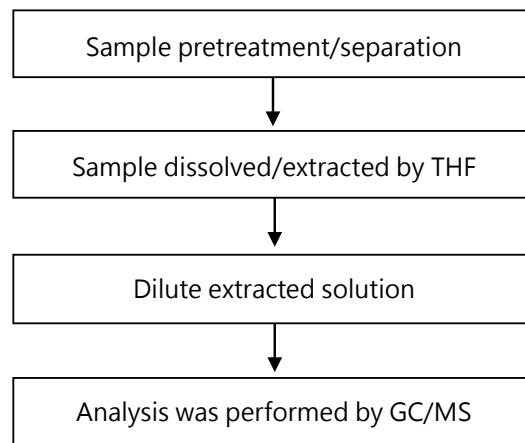 Sample pretreatment/separation
Sample dissolved/extracted by THF
Dilute extracted solution
Analysis was performed by GC/MS